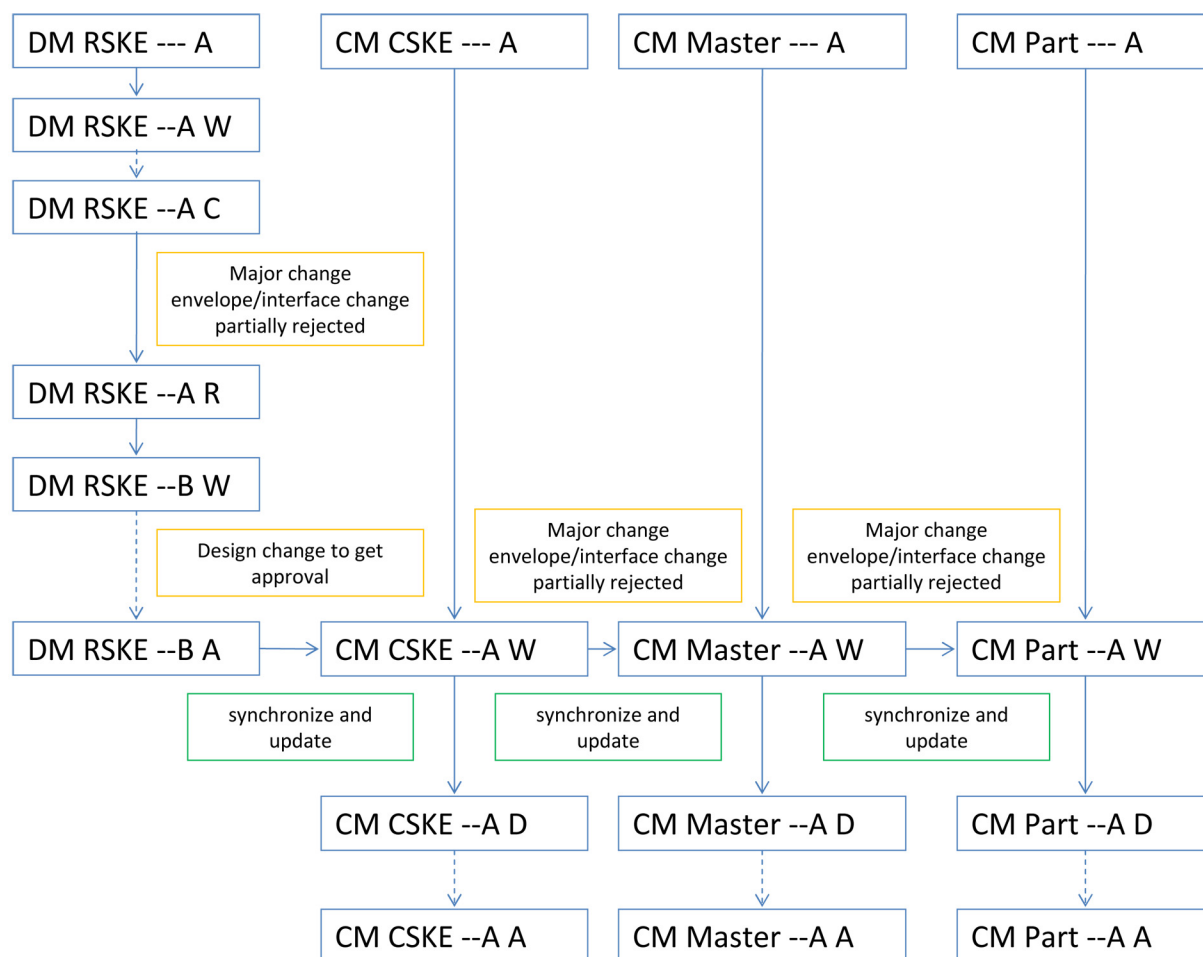 DM RSKE --- A
CM CSKE --- A
CM Master --- A
CM Part --- A
DM RSKE --A W
DM RSKE --A C
Major change
envelope/interface change
partially rejected
DM RSKE --A R
DM RSKE --B W
Design change to get
approval
Major change
envelope/interface change
partially rejected
Major change
envelope/interface change
partially rejected
DM RSKE --B A
CM CSKE --A W
CM Master --A W
CM Part --A W
synchronize and
update
synchronize and
update
synchronize and
update
CM CSKE --A D
CM Master --A D
CM Part --A D
CM CSKE --A A
CM Master --A A
CM Part --A A